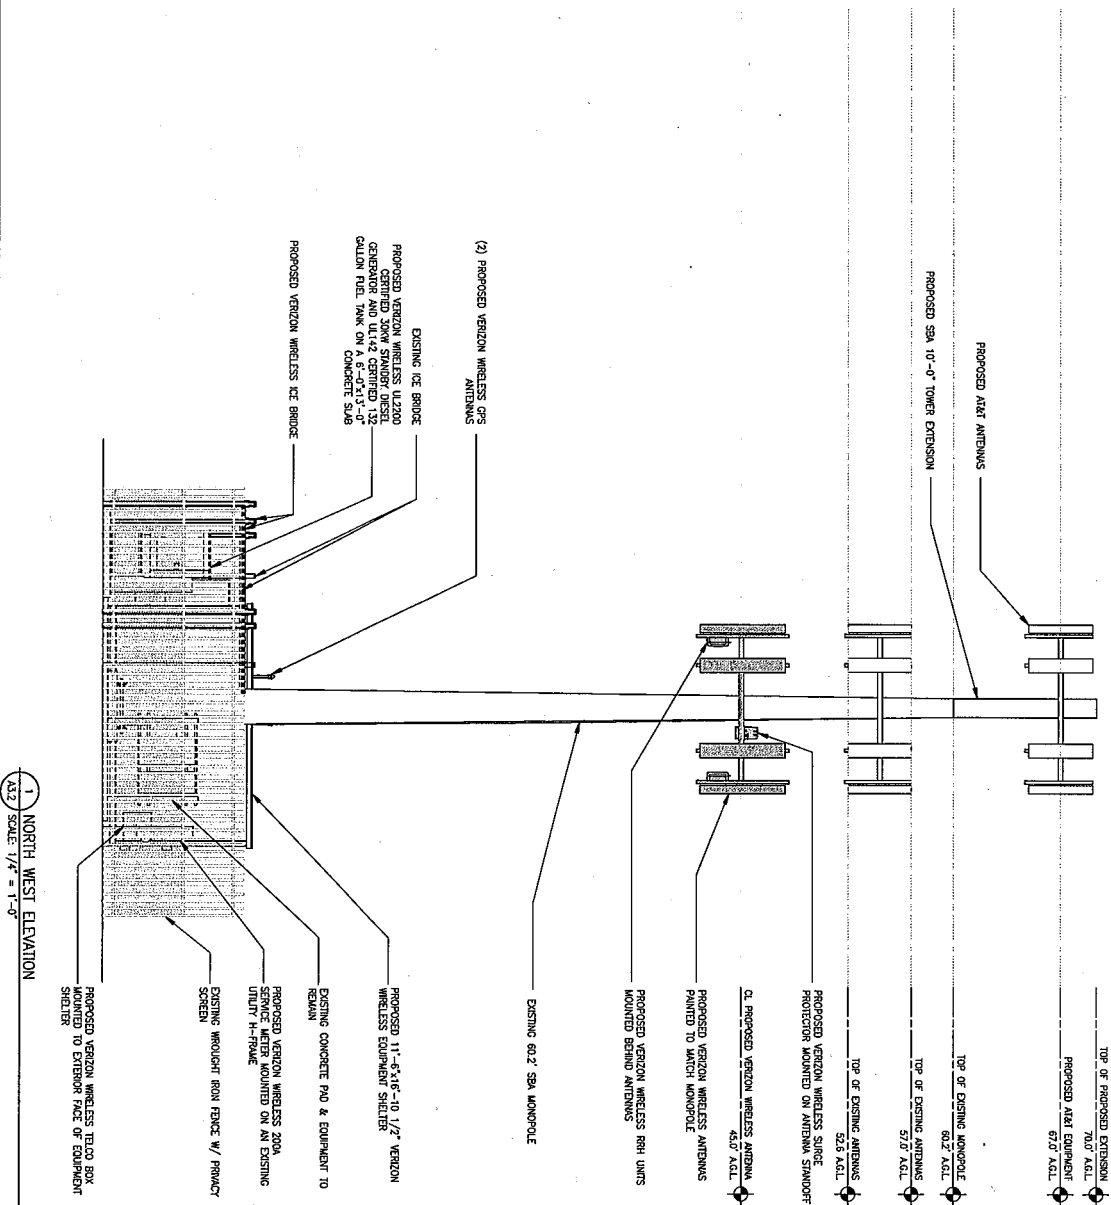 TOP OF PROPOSED EXTENSION
70.0' A.G.L.
PROPOSED AT&T EQUIPMENT
67.0' A.G.L.
TOP OF EXISTING MONOPOLE
60.2' A.G.L.
TOP OF EXISTING ANTENNAS
57.0' A.G.L.
TOP OF EXISTING ANTENNAS
52.6 A.G.L.
PROPOSED VERIZON WIRELESS SURGE
PROTECTOR MOUNTED ON ANTENNA STANDOFF
CL PROPOSED VERIZON WIRELESS ANTENNA
45.0' A.G.L.
PROPOSED VERIZON WIRELESS ANTENNAS
PAINTED TO MATCH MONOPOLE
PROPOSED VERIZON WIRELESS RRH UNITS
MOUNTED BEHIND ANTENNAS
EXISTING 60.2' SBA MONOPOLE
PROPOSED 11'-6"x16'-10 1/2" VERIZON
WIRELESS EQUIPMENT SHELTER
EXISTING CONCRETE PAD & EQUIPMENT TO
REMAIN
PROPOSED VERIZON WIRELESS 200A
SERVICE METER MOUNTED ON AN EXISTING
UTILITY H-FRAME
EXISTING WROUGHT IRON FENCE W/ PRIVACY
SCREEN
PROPOSED VERIZON WIRELESS TELCO BOX
MOUNTED TO EXTERIOR FACE OF EQUIPMENT
SHELTER
PROPOSED AT&T ANTENNAS
PROPOSED SBA 10'-0" TOWER EXTENSION
(2) PROPOSED VERIZON WIRELESS GPS
ANTENNAS
EXISTING ICE BRIDGE
PROPOSED VERIZON WIRELESS UL2200
CERTIFIED 30KW STANDBY DIESEL
GENERATOR AND UL142 CERTIFIED 132
GALLON FUEL TANK ON A 6'-0"x13'-0"
CONCRETE SLAB
PROPOSED VERIZON WIRELESS ICE BRIDGE
1
A3.2
NORTH WEST ELEVATION
SCALE: 1/4" = 1'-0"